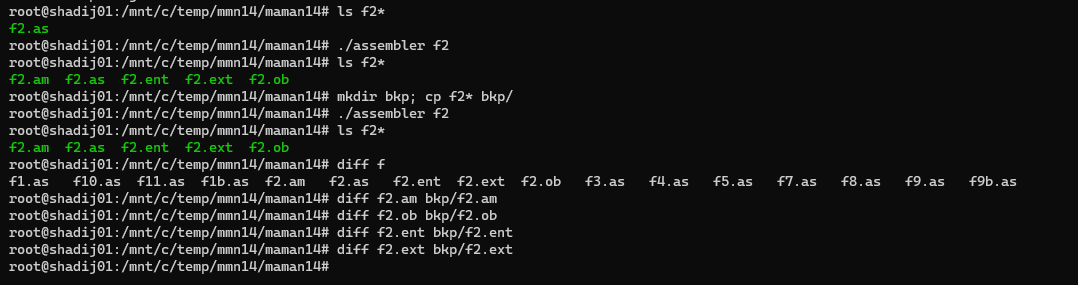 root@shadij01:/mnt/c/temp/mmn14/maman14# ls f2*
f2.as
root@shadij01:/mnt/c/temp/mmn14/maman14# ./assembler f2
root@shadij01:/mnt/c/temp/mmn14/maman14# ls f2*
f2.am  f2.as  f2.ent  f2.ext  f2.ob
root@shadij01:/mnt/c/temp/mmn14/maman14# mkdir bkp; cp f2* bkp/
root@shadij01:/mnt/c/temp/mmn14/maman14# ./assembler f2
root@shadij01:/mnt/c/temp/mmn14/maman14# ls f2*
f2.am  f2.as  f2.ent  f2.ext  f2.ob
root@shadij01:/mnt/c/temp/mmn14/maman14# diff f
f1.as   f10.as  f11.as  f1b.as  f2.am   f2.as   f2.ent  f2.ext  f2.ob   f3.as   f4.as   f5.as   f7.as   f8.as   f9.as   f9b.as
root@shadij01:/mnt/c/temp/mmn14/maman14# diff f2.am bkp/f2.am
root@shadij01:/mnt/c/temp/mmn14/maman14# diff f2.ob bkp/f2.ob
root@shadij01:/mnt/c/temp/mmn14/maman14# diff f2.ent bkp/f2.ent
root@shadij01:/mnt/c/temp/mmn14/maman14# diff f2.ext bkp/f2.ext
root@shadij01:/mnt/c/temp/mmn14/maman14#